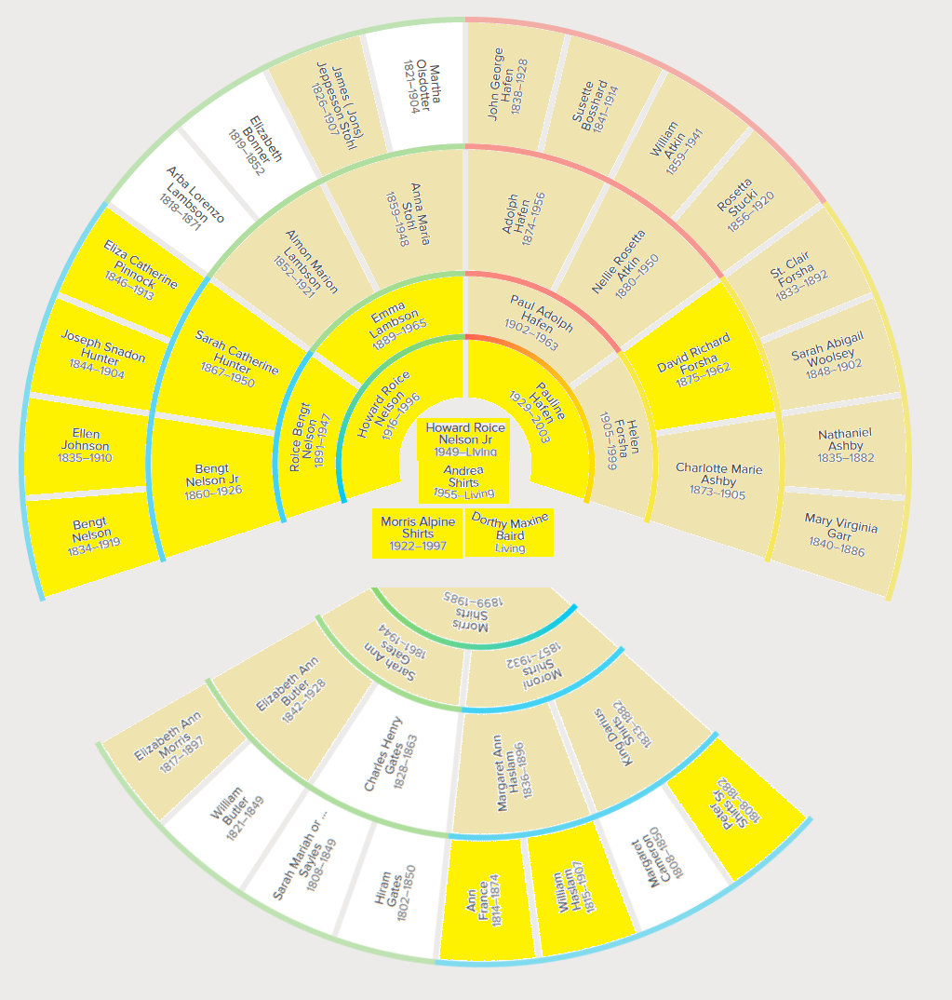 James ( Jons)
Jeppesson Stohl
1826–1907
Martha
Olsdotter
1821–1904
John George
Hafen
1838–1928
Susette
Bosshard
1841–1914
Elizabeth
Bonner
1819–1852
William
Atkin
1859–1941
Arba Lorenzo
Lambson
1818–1871
Rosetta
Stucki
1856–1920
Almon Marion
Lambson
1852–1921
Anna Maria
Stohl
1859–1948
Adolph
Hafen
1874–1956
Nellie Rosetta
Atkin
1880–1950
Eliza Catherine
Pinnock
1846–1913
St. Clair
Forsha
1833–1892
Joseph Snadon
Hunter
1844–1904
Sarah Catherine
Hunter
1867–1950
Emma
Lambson
1889–1965
Paul Adolph
Hafen
1902–1963
David Richard
Forsha
1875–1962
Sarah Abigail
Woolsey
1848–1902
Ellen
Johnson
1835–1910
Bengt
Nelson Jr
1860–1926
Roice Bengt
Nelson
1891–1947
Howard Roice
Nelson
1916–1996
Pauline
Hafen
1929–2003
Helen
Forsha
1905–1999
Charlotte Marie
Ashby
1873–1905
Nathaniel
Ashby
1835–1882
Bengt
Nelson
1834–1919
Howard Roice
Nelson Jr
1949–Living
Andrea
Shirts
1955–Living
Mary Virginia
Garr
1840–1886
Morris Alpine
Shirts
1922–1997
Dorthy Maxine
Baird
Living
Morris
Shirts
1899–1985
Sarah Ann
Gates
1861–1944
Moroni
Shirts
1857–1932
Elizabeth Ann
Butler
1842–1928
Charles Henry
Gates
1828–1863
Margaret Ann
Haslam
1836–1896
King Darius
Shirts
1833–1882
Elizabeth Ann
Morris
1817–1897
William
Butler
1821–1849
Sarah Mariah or ...
Sayles
1808–1849
Hiram
Gates
1802–1850
Ann
France
1814–1874
William
Haslam
1815–1907
Margaret
Cameron
1808–1850
Peter
Shirts Sr
1808–1882